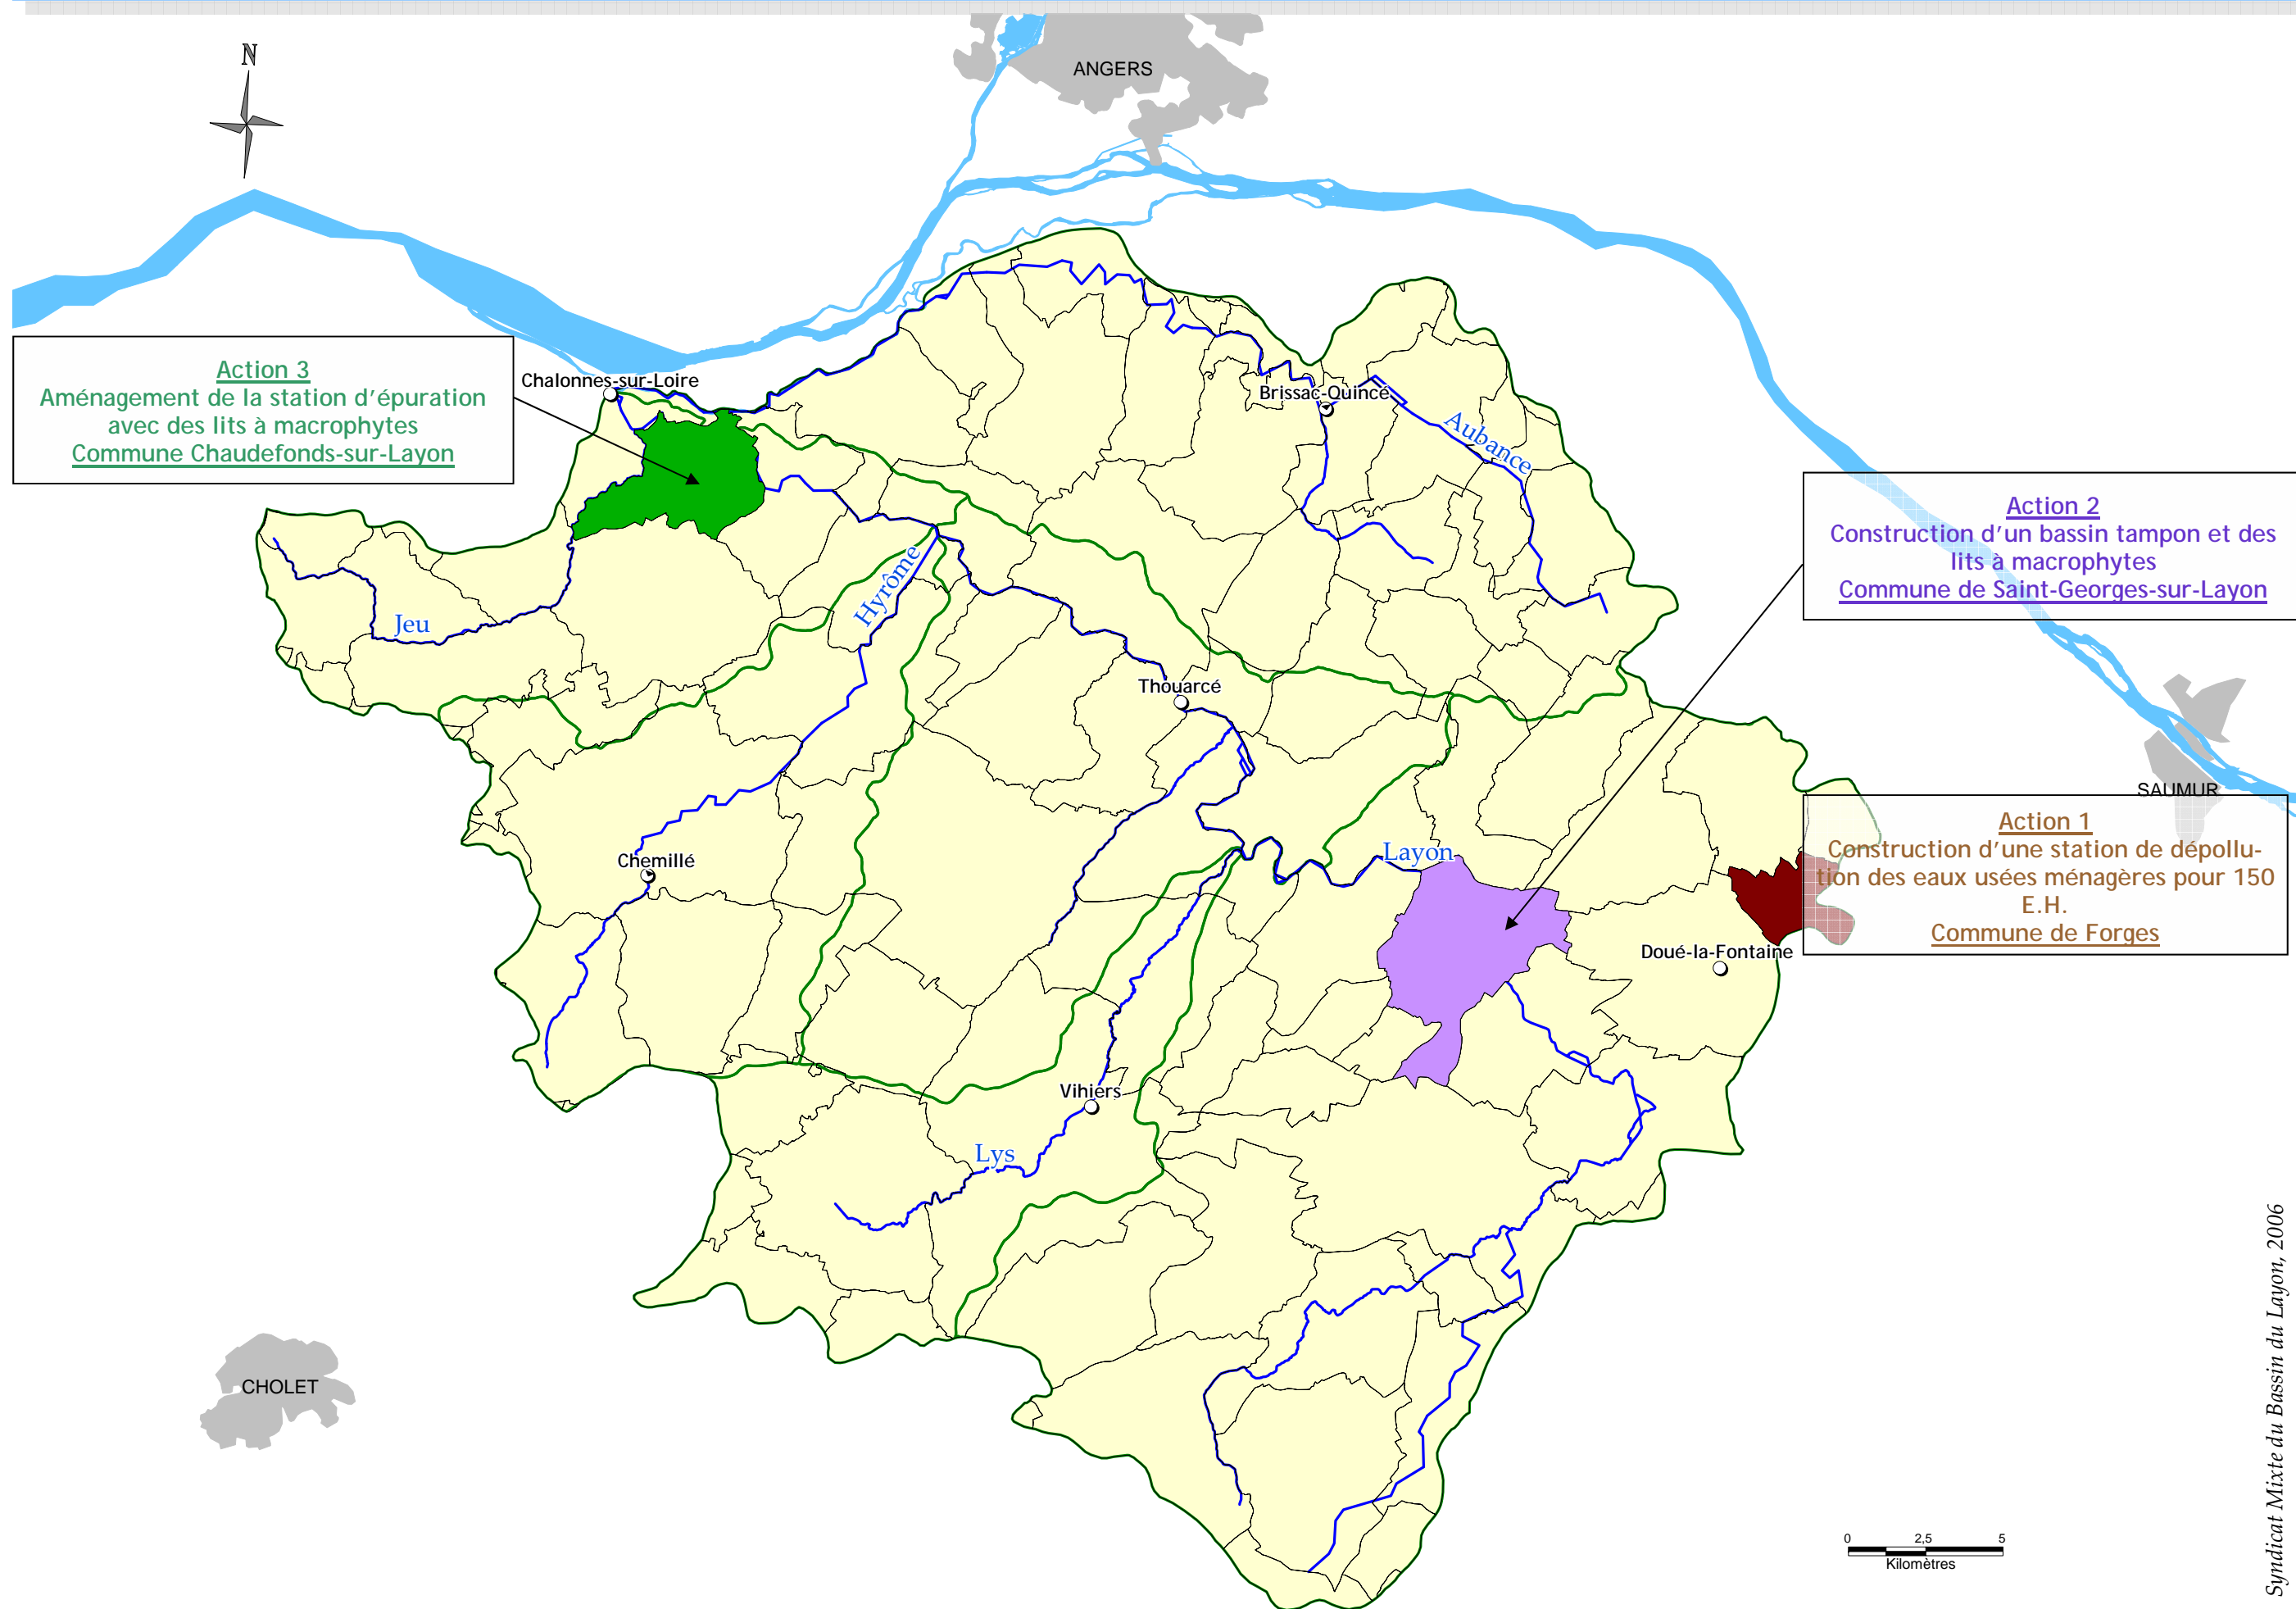 N
ANGERS
Action 3
Aménagement de la station d'épuration
avec des lits à macrophytes
Commune Chaudefonds-sur-Layon
Chalonnes-sur-Loire
Brissac-Quincé
Aubance
Action 2
Construction d'un bassin tampon et des
lits à macrophytes
Commune de Saint-Georges-sur-Layon
Hyrôme
Jeu
Thouarcé
SAUMUR
Action 1
Construction d'une station de dépollu-
tion des eaux usées ménagères pour 150
E.H.
Commune de Forges
Layon
Chemillé
Doué-la-Fontaine
Vihiers
Lys
CHOLET
0 2,5 5
Kilomètres
Syndicat Mixte du Bassin du Layon, 2006